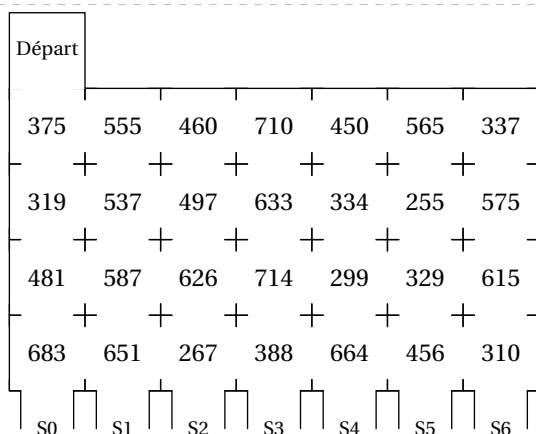 Départ
375 555 460 710 450 565 337
319 537 497 633 334 255 575
481 587 626 714 299 329 615
683 651 267 388 664 456 310
S0 S1 S2 S3 S4 S5 S6